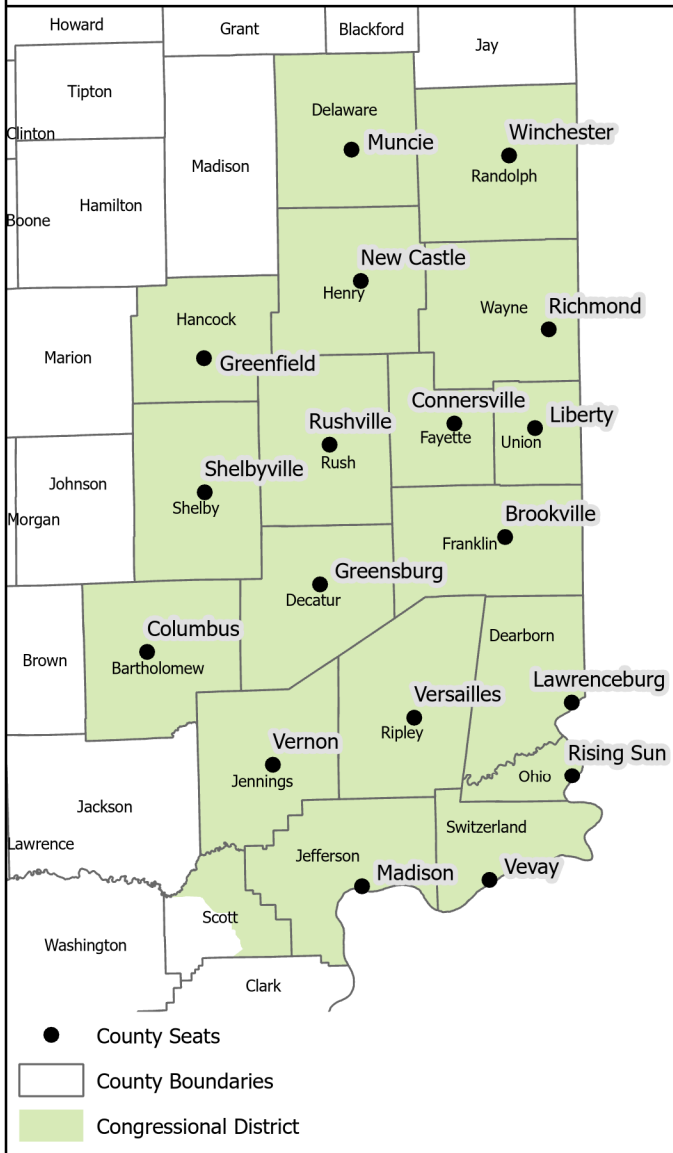 Howard
Grant
Blackford
Jay
Tipton
Delaware
Clinton
Muncie
Winchester
Madison
Randolph
Hamilton
Boone
New Castle
Henry
Wayne
Richmond
Hancock
Marion
Greenfield
Connersville
Liberty
Rushville
Fayette
Union
Rush
Shelbyville
Johnson
Shelby
Morgan
Brookville
Franklin
Greensburg
Decatur
Columbus
Dearborn
Brown
Bartholomew
Lawrenceburg
Versailles
Ripley
Vernon
Rising Sun
Jennings
Ohio
Jackson
Switzerland
Lawrence
Jefferson
Madison
Vevay
Scott
Washington
Clark
County Seats
County Boundaries
Congressional District